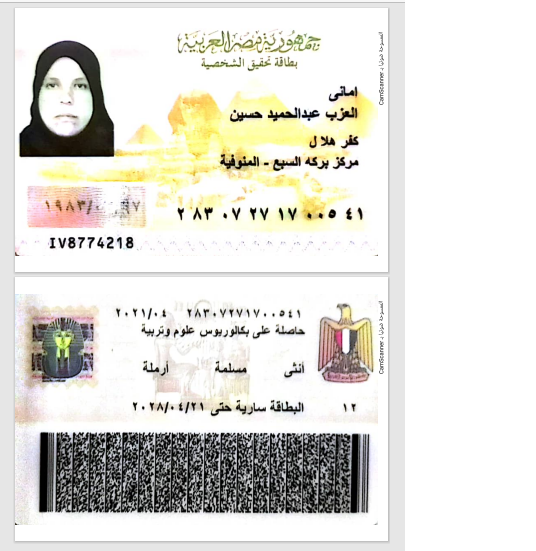 جمهورية مصر العربية
بطاقة تحقيق الشخصية
امانى
العزب عبدالحميد حسين
كفر هلال
مركز بركه السبع - المنوفية
٢٨٣٠٧٢٧١٧٠٠٥٤١
IV8774218
الممسوحة ضوئيا بـ CamScanner
٢٠٢١/٠٤ ٢٨٣٠٧٢٧١٧٠٠٥٤١
حاصلة على بكالوريوس علوم وتربية
أنثى مسلمة أرملة
البطاقة سارية حتى ٢٠٢٨/٠٤/٢١
١٢
الممسوحة ضوئيا بـ CamScanner